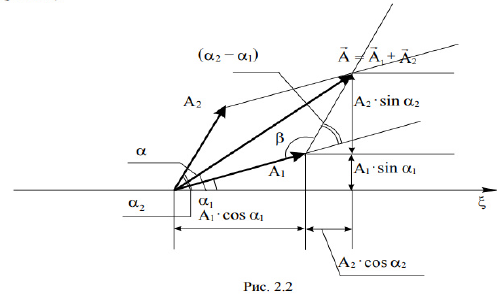 (α₂ – α₁)
A⃗ = A⃗₁ + A⃗₂
A₂
A₂· sin α₂
β
α
A₁
A₁· sin α₁
α₂
α₁
ξ
A₁· cos α₁
A₂· cos α₂
Рис. 2.2